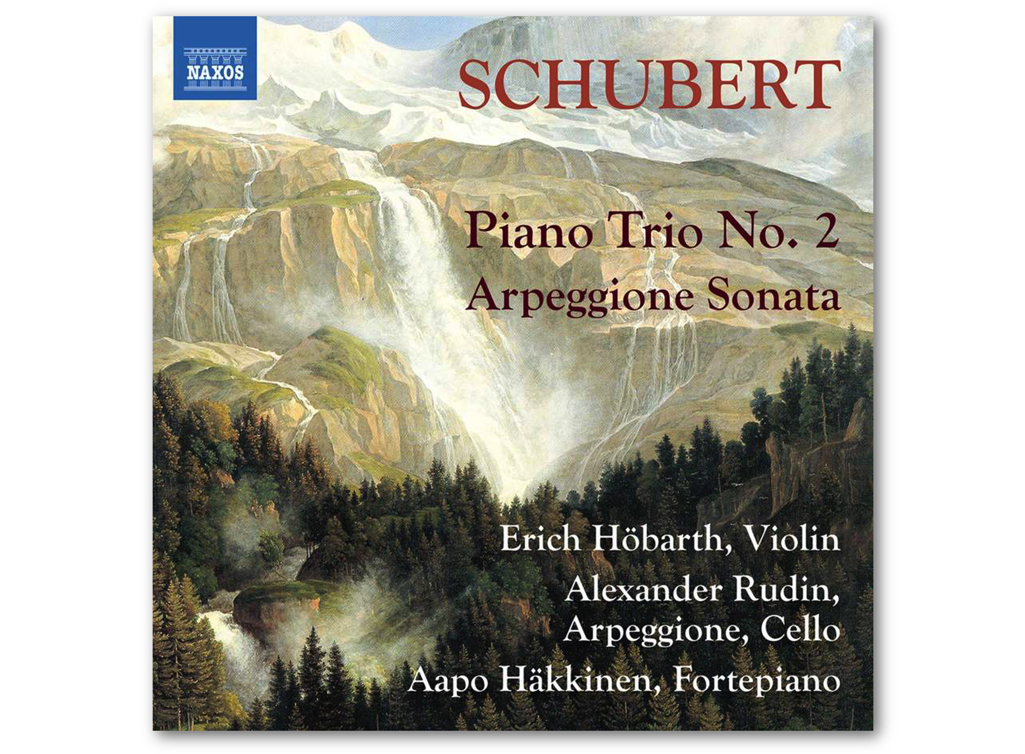 NAXOS
SCHUBERT
Piano Trio No. 2
Arpeggione Sonata
Erich Höbarth, Violin
Alexander Rudin,
Arpeggione, Cello
Aapo Häkkinen, Fortepiano